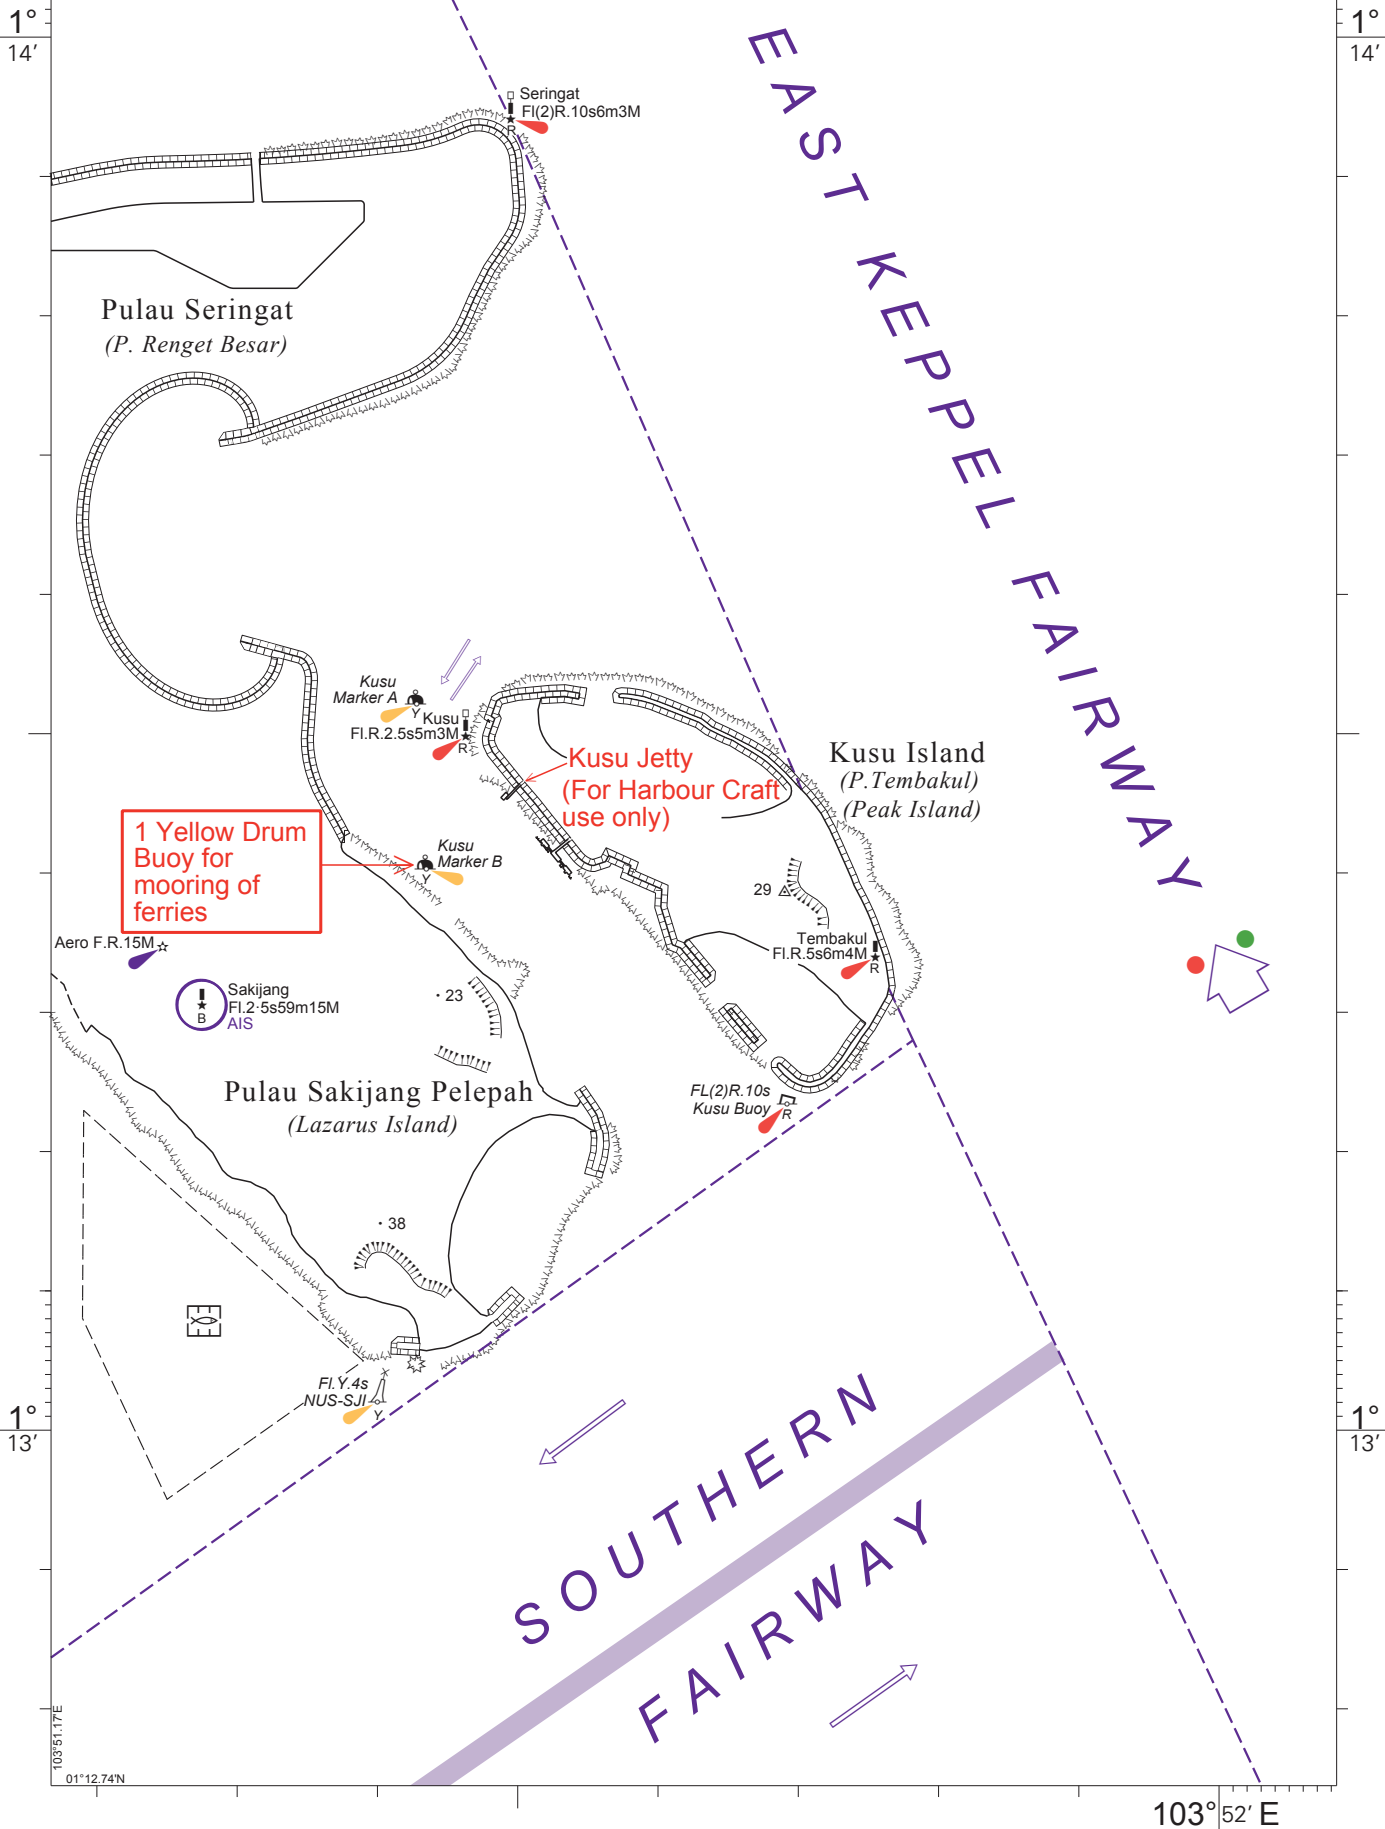 1°
14′
1°
14′
EAST KEPPEL FAIRWAY
Seringat
Fl(2)R.10s6m3M
R
Pulau Seringat
(P. Renget Besar)
Kusu
Marker A
Y
Kusu
Fl.R.2.5s5m3M
R
Kusu Jetty
(For Harbour Craft
use only)
Kusu Island
(P.Tembakul)
(Peak Island)
1 Yellow Drum
Buoy for
mooring of
ferries
Kusu
Marker B
Y
29
Aero F.R.15M
Tembakul
Fl.R.5s6m4M
R
Sakijang
Fl.2·5s59m15M
B
AIS
23
Pulau Sakijang Pelepah
(Lazarus Island)
FL(2)R.10s
Kusu Buoy
R
38
Fl.Y.4s
NUS-SJI
Y
1°
13′
1°
13′
SOUTHERN
FAIRWAY
103°51.17'E
01°12.74'N
103° 52′ E